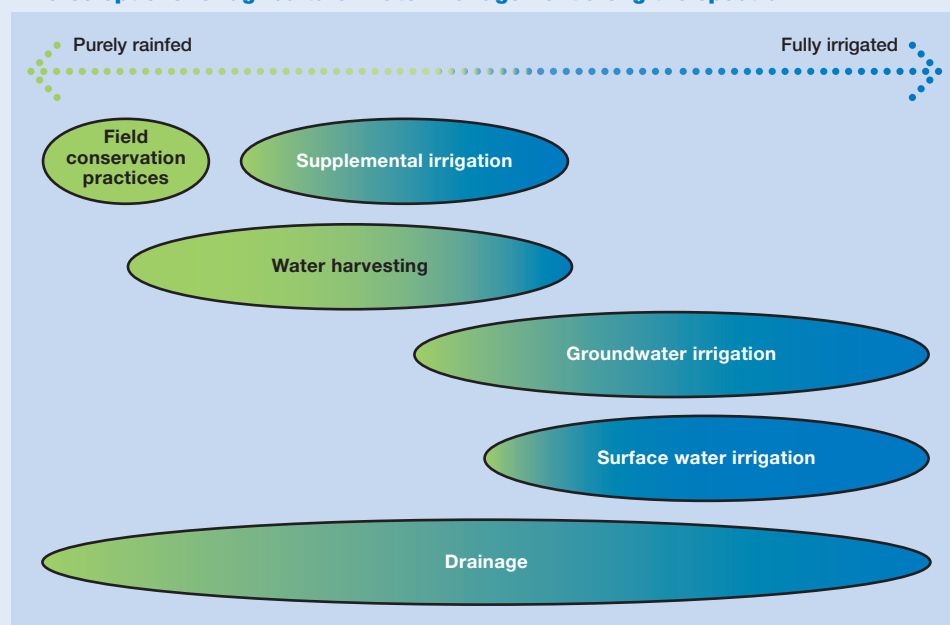 Purely rainfed
Fully irrigated
Field
conservation
practices
Supplemental irrigation
Water harvesting
Groundwater irrigation
Surface water irrigation
Drainage